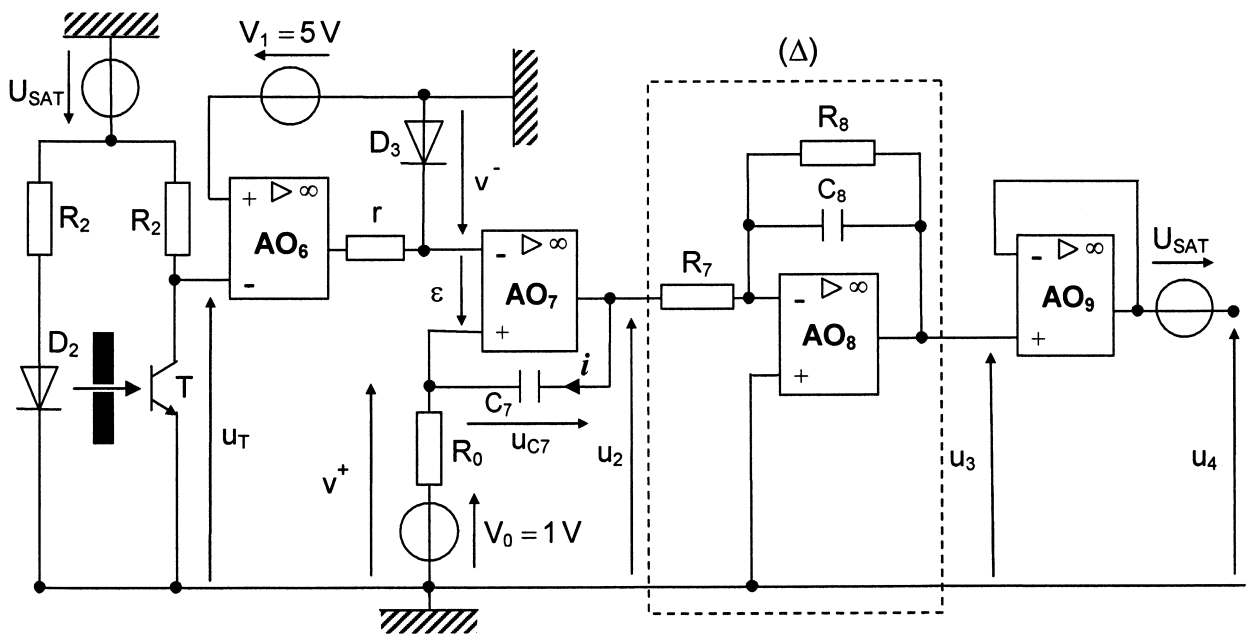 V₁ = 5 V
(Δ)
U_SAT
R₈
D₃
v⁻
C₈
+
▷ ∞
R₂
R₂
AO₆
r
-
▷ ∞
R₇
-
▷ ∞
U_SAT
-
ε
AO₇
-
▷ ∞
AO₉
+
AO₈
+
D₂
i
+
T
C₇
u_T
u_C7
R₀
v⁺
u₂
u₃
u₄
V₀ = 1 V